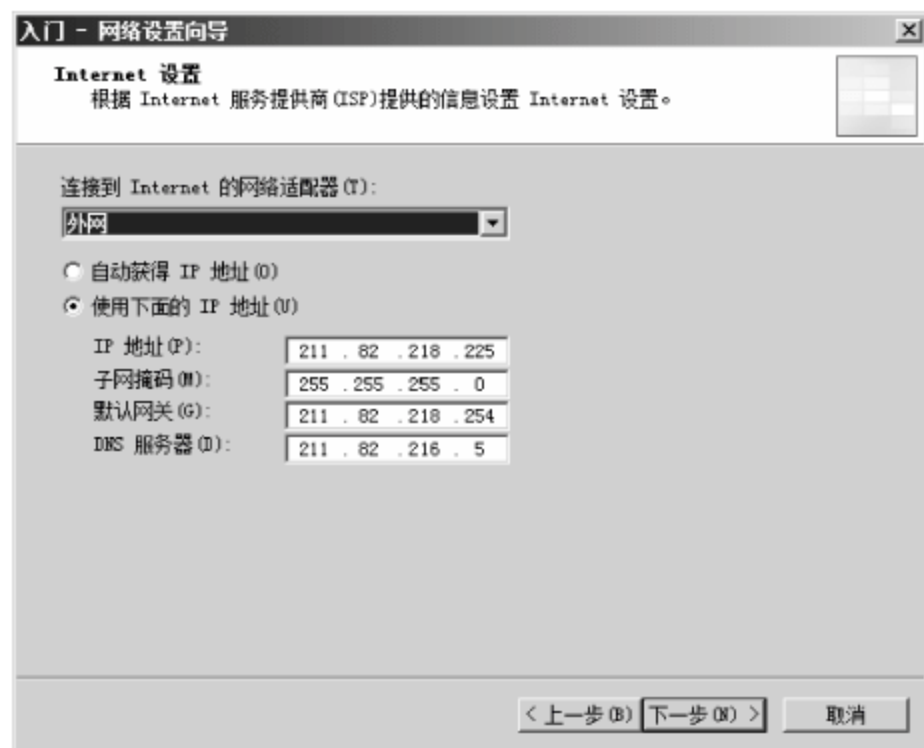 入门 - 网络设置向导
Internet 设置
根据 Internet 服务提供商(ISP)提供的信息设置 Internet 设置。
连接到 Internet 的网络适配器(T):
外网
自动获得 IP 地址(O)
使用下面的 IP 地址(U)
IP 地址(P): 211 . 82 . 218 . 225
子网掩码(M): 255 . 255 . 255 . 0
默认网关(G): 211 . 82 . 218 . 254
DNS 服务器(D): 211 . 82 . 216 . 5
< 上一步(B) 下一步(N) > 取消